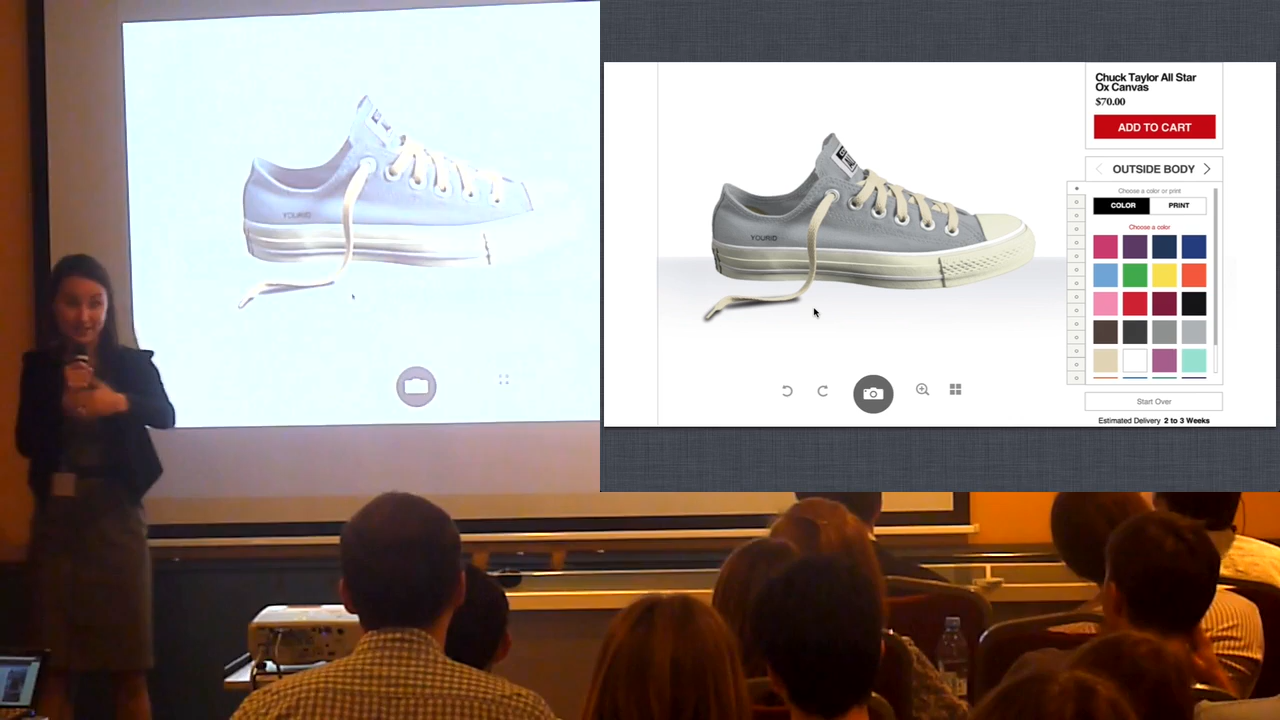 YOURID
YOURID
Chuck Taylor All Star
Ox Canvas
$70.00
ADD TO CART
OUTSIDE BODY
Choose a color or print
COLOR
PRINT
Choose a color
Start Over
Estimated Delivery 2 to 3 Weeks